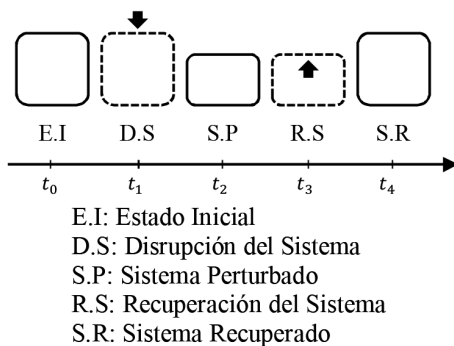 E.I D.S S.P R.S S.R
t₀ t₁ t₂ t₃ t₄
E.I: Estado Inicial
D.S: Disrupción del Sistema
S.P: Sistema Perturbado
R.S: Recuperación del Sistema
S.R: Sistema Recuperado